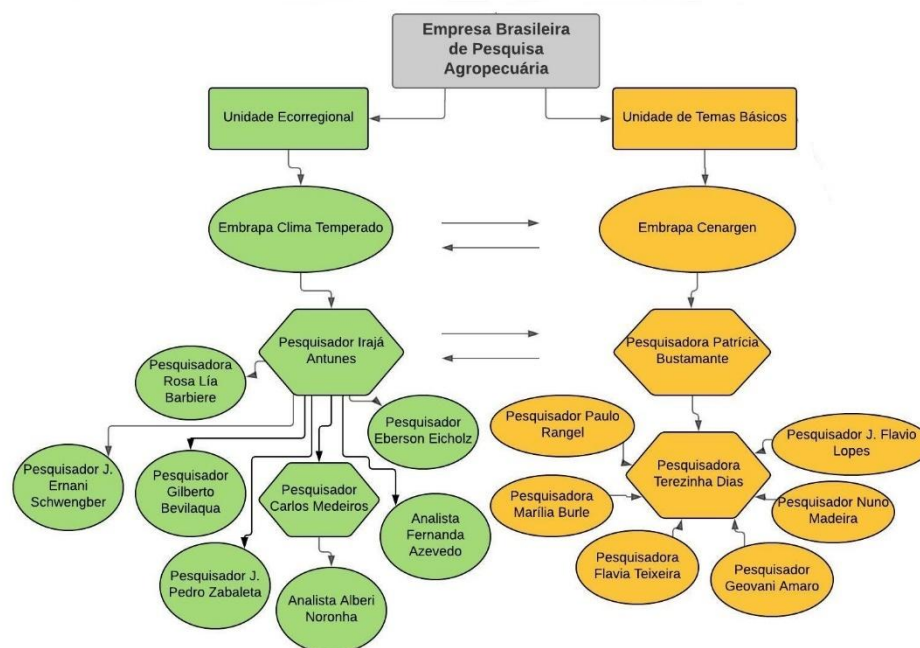 Empresa Brasileira
de Pesquisa
Agropecuária
Unidade Ecorregional
Unidade de Temas Básicos
Embrapa Clima Temperado
Embrapa Cenargen
Pesquisador Irajá
Antunes
Pesquisadora Patrícia
Bustamante
Pesquisadora
Rosa Lía
Barbiere
Pesquisador
Eberson Eicholz
Pesquisador J.
Ernani
Schwengber
Pesquisador
Gilberto
Bevilaqua
Pesquisador
Carlos Medeiros
Analista
Fernanda
Azevedo
Pesquisador J.
Pedro Zabaleta
Analista Alberi
Noronha
Pesquisador Paulo
Rangel
Pesquisador J. Flavio
Lopes
Pesquisadora
Terezinha Dias
Pesquisadora
Marília Burle
Pesquisador Nuno
Madeira
Pesquisadora
Flavia Teixeira
Pesquisador
Geovani Amaro